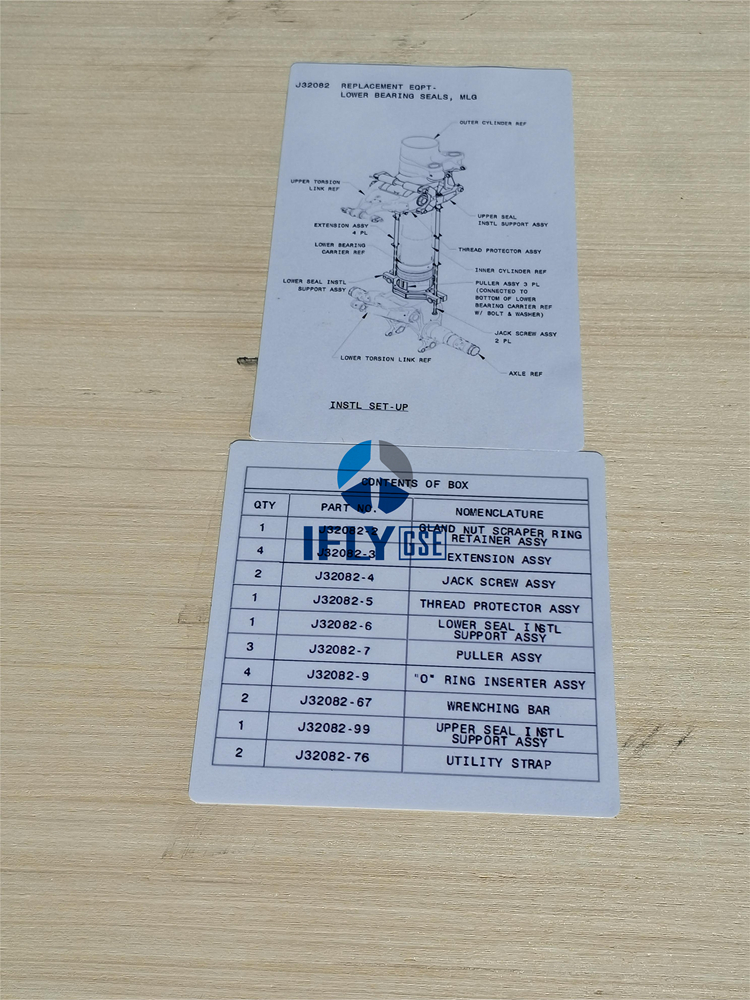 J32082 REPLACEMENT EQPT-
LOWER BEARING SEALS, MLG
OUTER CYLINDER REF
UPPER TORSION
LINK REF
UPPER SEAL
INSTL SUPPORT ASSY
EXTENSION ASSY
4 PL
LOWER BEARING
CARRIER REF
THREAD PROTECTOR ASSY
INNER CYLINDER REF
LOWER SEAL INSTL
SUPPORT ASSY
PULLER ASSY 3 PL
(CONNECTED TO
BOTTOM OF LOWER
BEARING CARRIER REF
W/ BOLT & WASHER)
JACK SCREW ASSY
2 PL
LOWER TORSION LINK REF
AXLE REF
INSTL SET-UP
CONTENTS OF BOX
QTY PART NO. NOMENCLATURE
1 J32082-2 GLAND NUT SCRAPER RING
RETAINER ASSY
4 J32082-3 EXTENSION ASSY
2 J32082-4 JACK SCREW ASSY
1 J32082-5 THREAD PROTECTOR ASSY
1 J32082-6 LOWER SEAL INSTL
SUPPORT ASSY
3 J32082-7 PULLER ASSY
4 J32082-9 "O" RING INSERTER ASSY
2 J32082-67 WRENCHING BAR
1 J32082-99 UPPER SEAL INSTL
SUPPORT ASSY
2 J32082-76 UTILITY STRAP
IFLY GSE